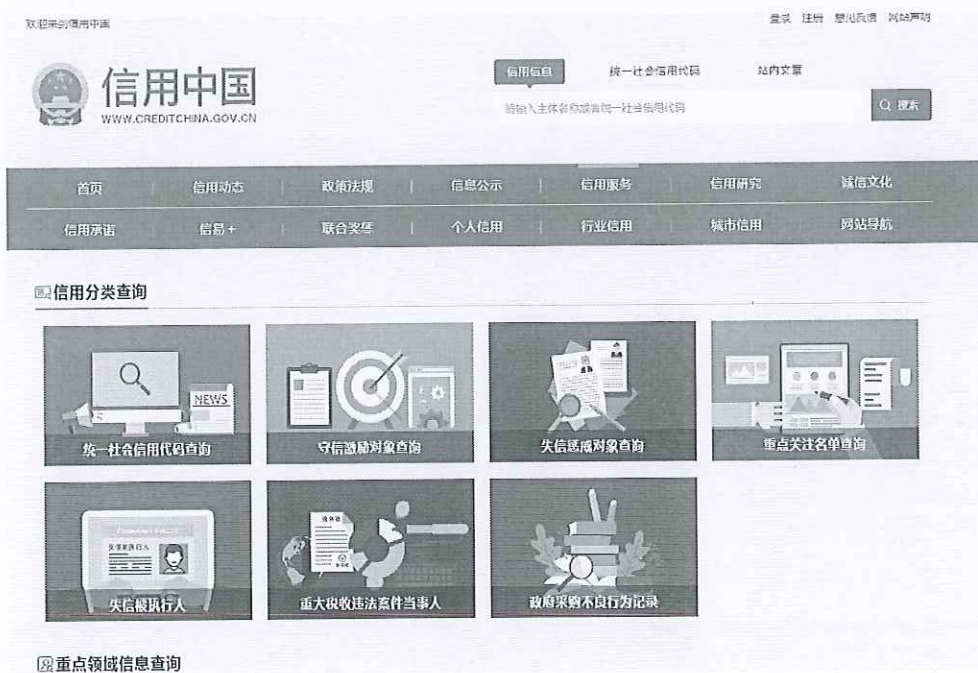 欢迎来到信用中国
登录 注册 意见反馈 网站声明
信用信息 统一社会信用代码 站内文章
信用中国
WWW.CREDITCHINA.GOV.CN
请输入主体名称或者统一社会信用代码 搜索
首页 信用动态 政策法规 信息公示 信用服务 信用研究 诚信文化
信用承诺 信易+ 联合奖惩 个人信用 行业信用 城市信用 网站导航
信用分类查询
NEWS
统一社会信用代码查询 守信激励对象查询 失信惩戒对象查询 重点关注名单查询
失信被执行人
失信被执行人 重大税收违法案件当事人 政府采购不良行为记录
重点领域信息查询